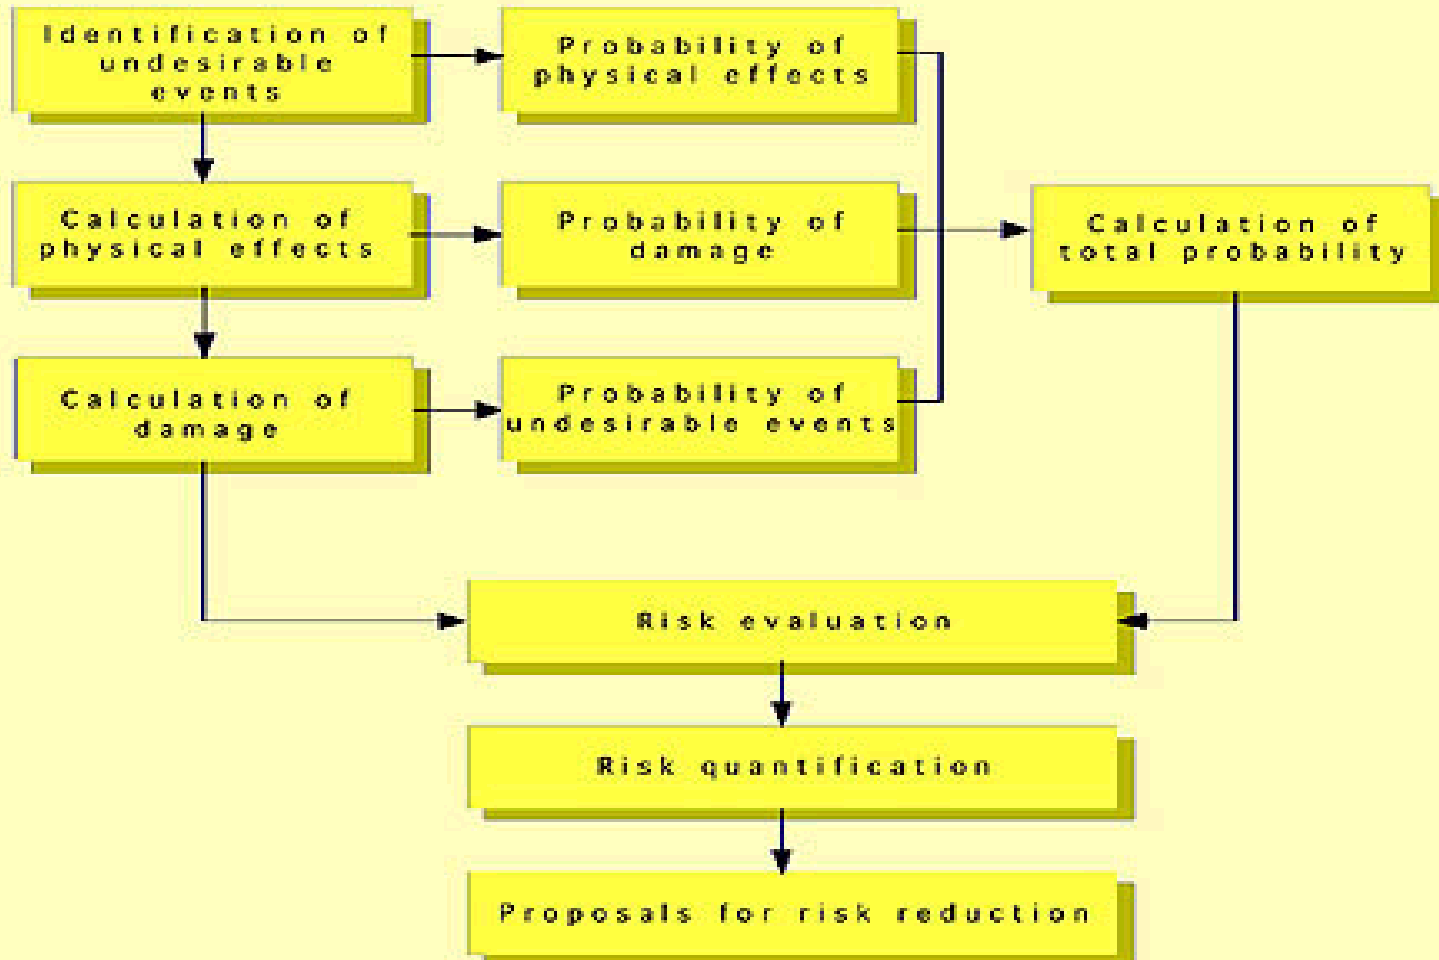 Identification of
undesirable
events
Probability of
physical effects
Calculation of
physical effects
Probability of
damage
Calculation of
total probability
Calculation of
damage
Probability of
undesirable events
Risk evaluation
Risk quantification
Proposals for risk reduction